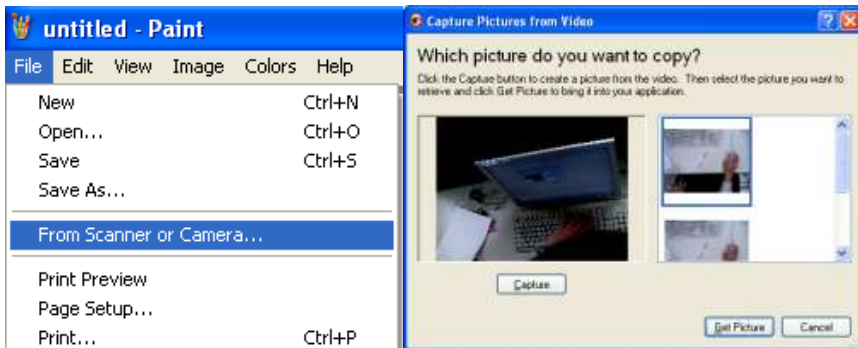 untitled - Paint
File Edit View Image Colors Help
New Ctrl+N
Open... Ctrl+O
Save Ctrl+S
Save As...
From Scanner or Camera...
Print Preview
Page Setup...
Print... Ctrl+P
Capture Pictures from Video
Which picture do you want to copy?
Click the Capture button to create a picture from the video. Then select the picture you want to
retrieve and click Get Picture to bring it into your application.
Capture
Get Picture Cancel